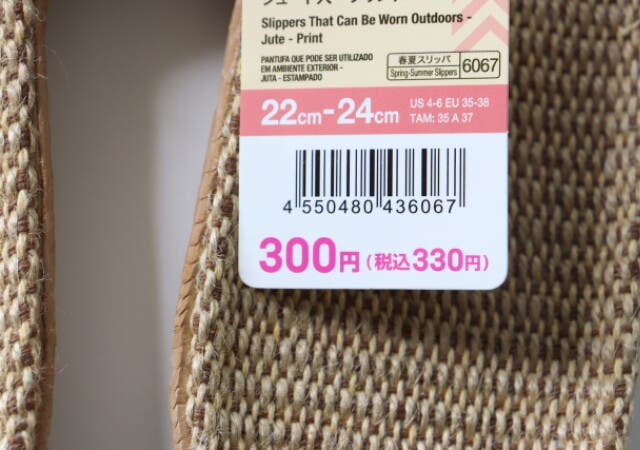 Slippers That Can Be Worn Outdoors -
Jute - Print
PANTUFA QUE PODE SER UTILIZADO
EM AMBIENTE EXTERIOR -
JUTA - ESTAMPADO
春夏スリッパ
Spring-Summer Slippers
6067
22cm-24cm
US 4-6 EU 35-38
TAM: 35 A 37
4 550480 436067
300円(税込330円)